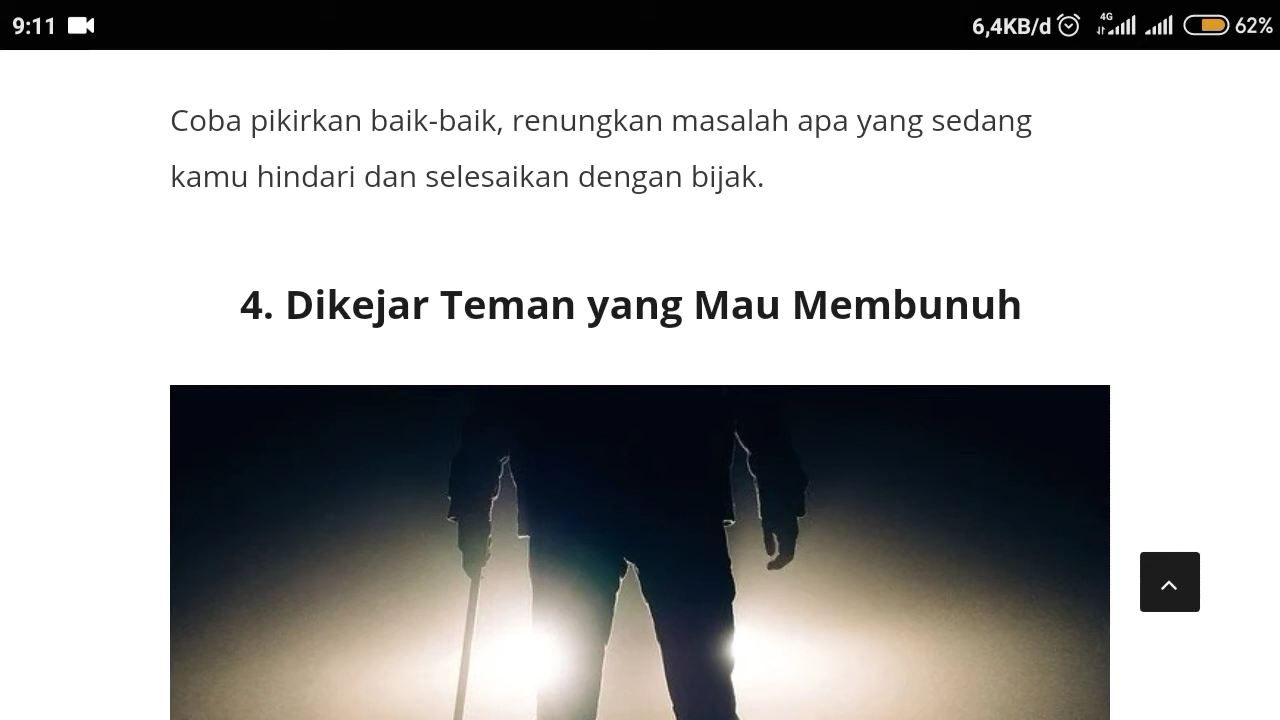 9:11 6,4KB/d 4G 62%
Coba pikirkan baik-baik, renungkan masalah apa yang sedang
kamu hindari dan selesaikan dengan bijak.
4. Dikejar Teman yang Mau Membunuh